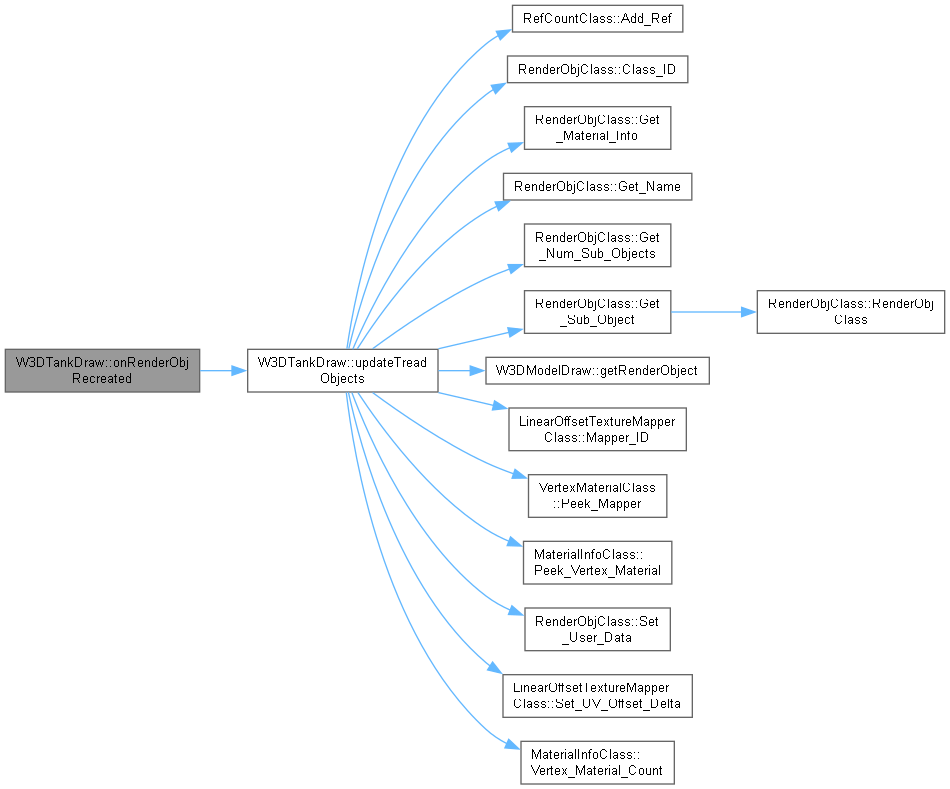 RefCountClass::Add_Ref
RenderObjClass::Class_ID
RenderObjClass::Get
_Material_Info
RenderObjClass::Get_Name
RenderObjClass::Get
_Num_Sub_Objects
RenderObjClass::Get
_Sub_Object
RenderObjClass::RenderObj
Class
W3DTankDraw::onRenderObj
Recreated
W3DTankDraw::updateTread
Objects
W3DModelDraw::getRenderObject
LinearOffsetTextureMapper
Class::Mapper_ID
VertexMaterialClass
::Peek_Mapper
MaterialInfoClass::
Peek_Vertex_Material
RenderObjClass::Set
_User_Data
LinearOffsetTextureMapper
Class::Set_UV_Offset_Delta
MaterialInfoClass::
Vertex_Material_Count